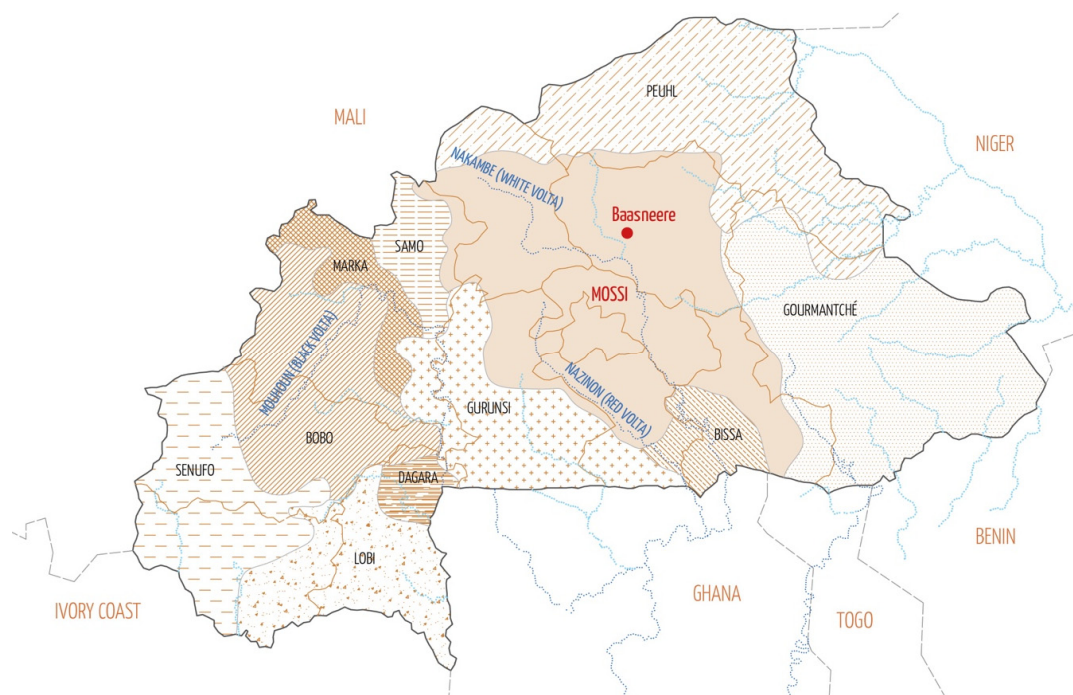 PEUHL
MALI
NIGER
NAKAMBE (WHITE VOLTA)
Baasneere
SAMO
MARKA
MOSSI
GOURMANTCHÉ
MOUHOUN (BLACK VOLTA)
NAZINON (RED VOLTA)
GURUNSI
BISSA
BOBO
SENUFO
DAGARA
BENIN
LOBI
GHANA
IVORY COAST
TOGO